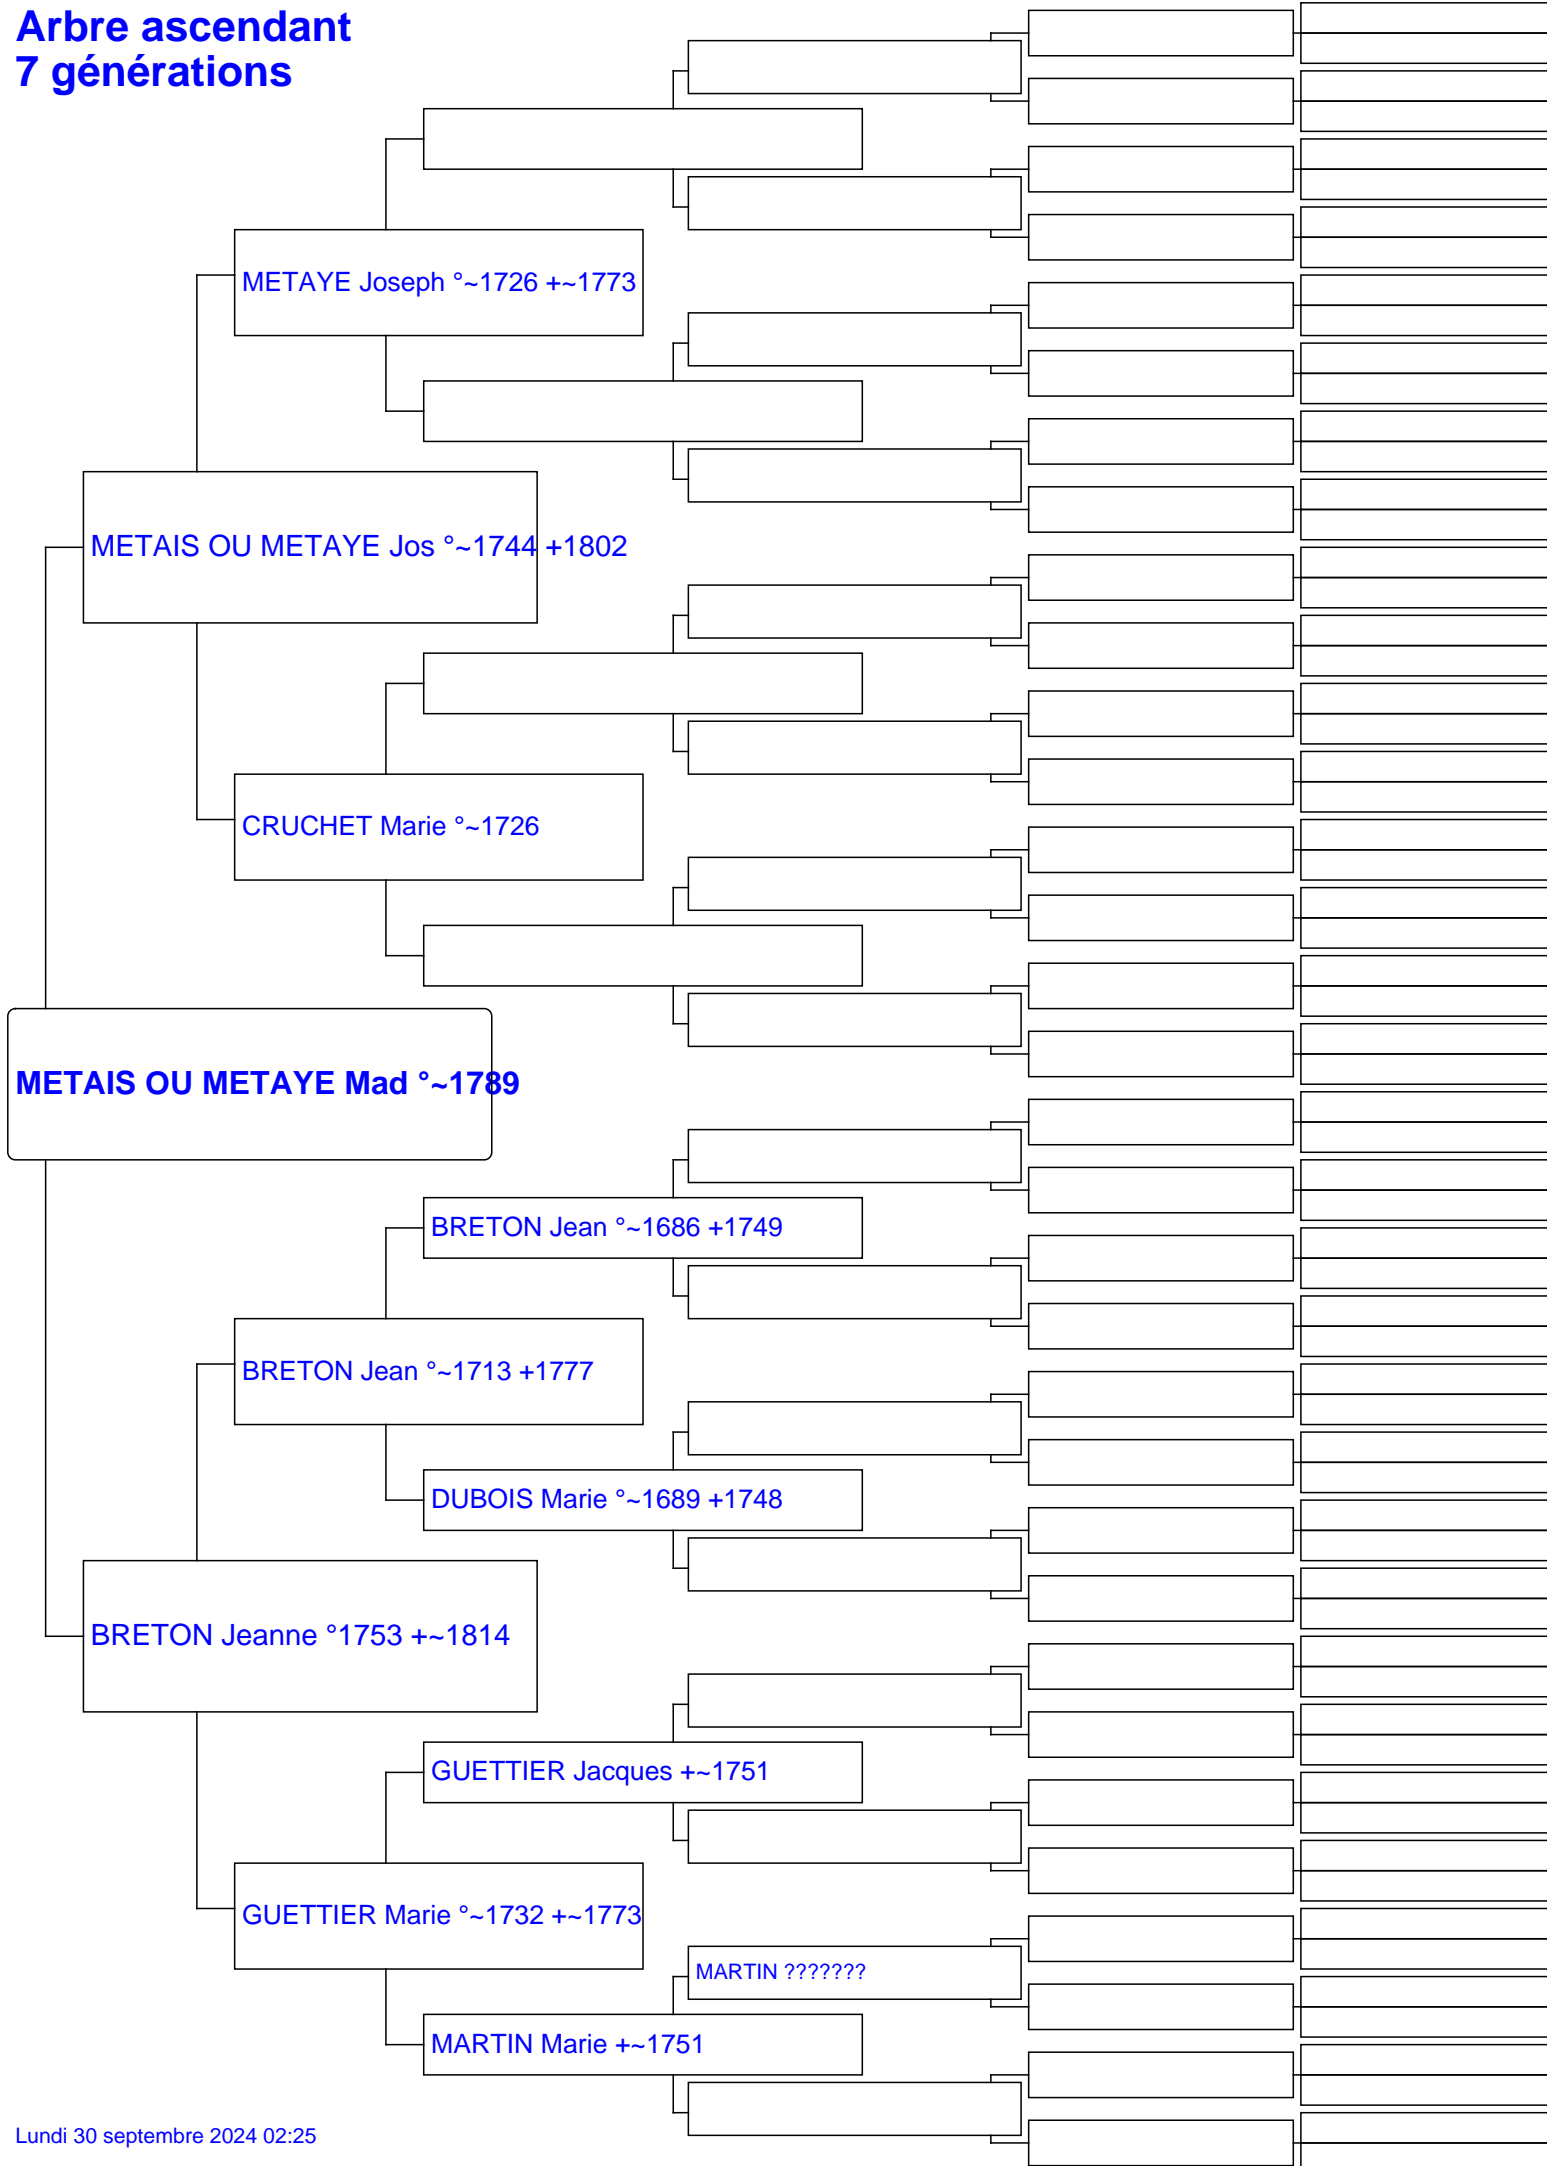 Arbre ascendant
7 générations
METAYE Joseph °~1726 +~1773
METAIS OU METAYE Jos °~1744 +1802
CRUCHET Marie °~1726
METAIS OU METAYE Mad °~1789
BRETON Jean °~1686 +1749
BRETON Jean °~1713 +1777
DUBOIS Marie °~1689 +1748
BRETON Jeanne °1753 +~1814
GUETTIER Jacques +~1751
GUETTIER Marie °~1732 +~1773
MARTIN ???????
MARTIN Marie +~1751
Lundi 30 septembre 2024 02:25